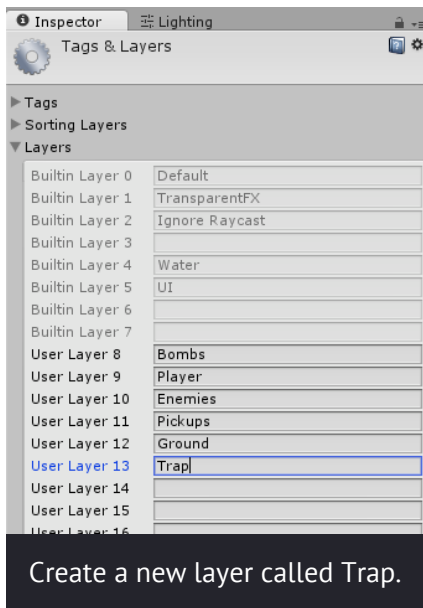 Inspector
Lighting
Tags & Layers
Tags
Sorting Layers
Layers
Builtin Layer 0 Default
Builtin Layer 1 TransparentFX
Builtin Layer 2 Ignore Raycast
Builtin Layer 3
Builtin Layer 4 Water
Builtin Layer 5 UI
Builtin Layer 6
Builtin Layer 7
User Layer 8 Bombs
User Layer 9 Player
User Layer 10 Enemies
User Layer 11 Pickups
User Layer 12 Ground
User Layer 13 Trap
User Layer 14
User Layer 15
User Layer 16
Create a new layer called Trap.